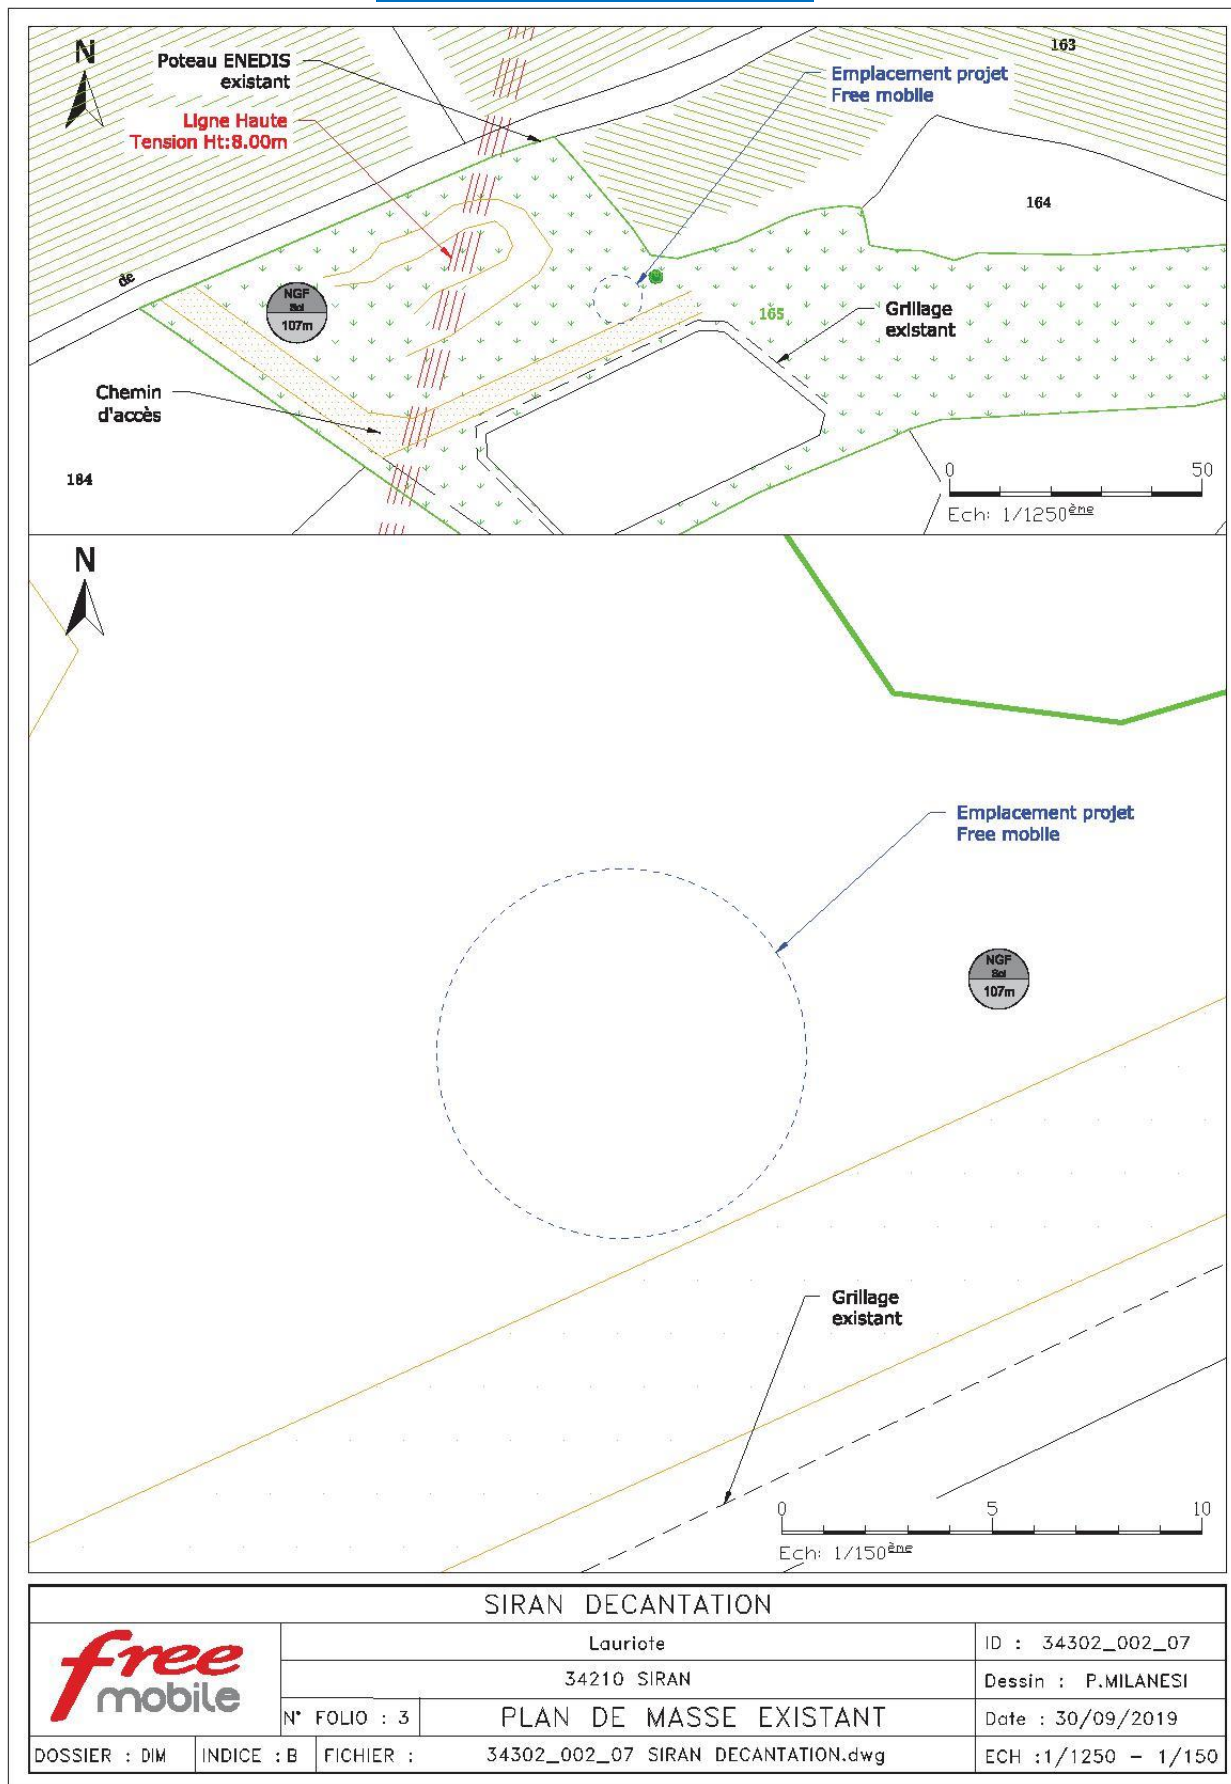 N
Poteau ENEDIS
existant
Ligne Haute
Tension Ht:8.00m
Emplacement projet
Free mobile
163
164
de
NGF
Sol
107m
165
Grillage
existant
Chemin
d'accès
184
0 50
Ech: 1/1250ème
N
Emplacement projet
Free mobile
NGF
Sol
107m
Grillage
existant
0 5 10
Ech: 1/150ème
SIRAN DECANTATION
free
mobile
Lauriote
ID : 34302_002_07
34210 SIRAN
Dessin : P.MILANESI
N° FOLIO : 3
PLAN DE MASSE EXISTANT
Date : 30/09/2019
DOSSIER : DIM
INDICE : B
FICHIER :
34302_002_07 SIRAN DECANTATION.dwg
ECH :1/1250 - 1/150